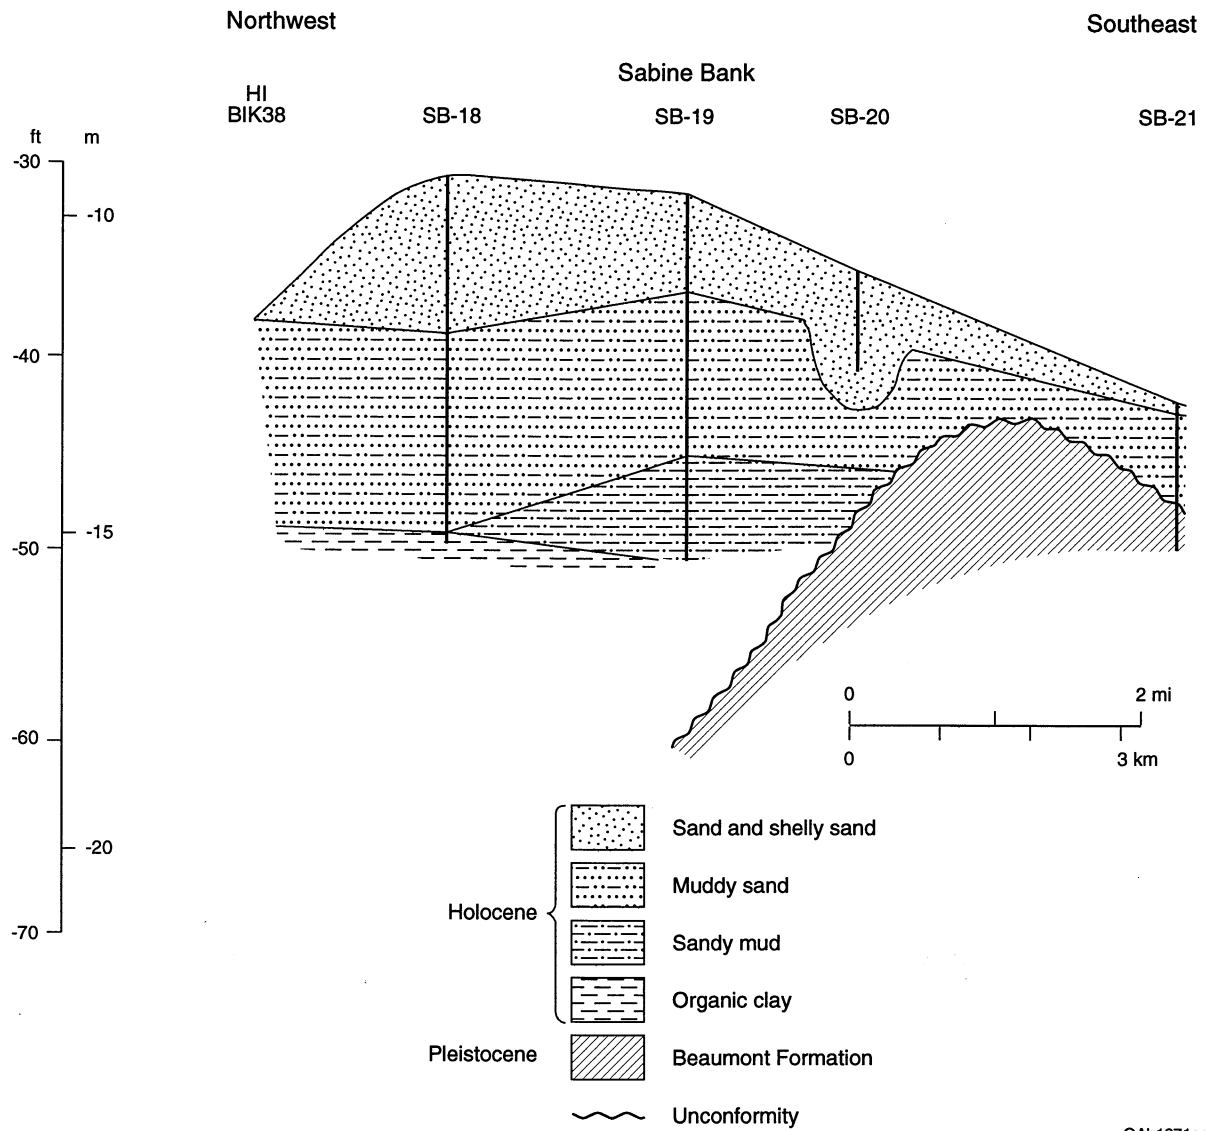 Northwest
Southeast
Sabine Bank
HI
BIK38
SB-18
SB-19
SB-20
SB-21
ft
m
-30
-10
-40
-15
-50
-60
-20
-70
0
2 mi
0
3 km
Sand and shelly sand
Muddy sand
Holocene
Sandy mud
Organic clay
Pleistocene
Beaumont Formation
Unconformity